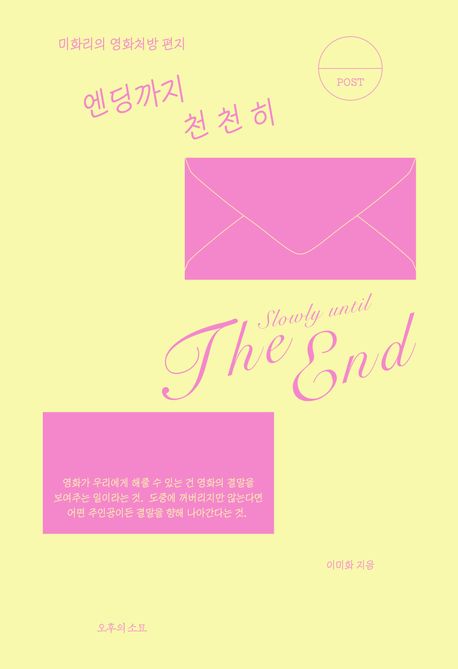 미화리의 영화처방 편지
POST
엔딩까지
천천히
Slowly until
The End
영화가 우리에게 해줄 수 있는 건 영화의 결말을
보여주는 일이라는 것. 도중에 꺼버리지만 않는다면
어떤 주인공이든 결말을 향해 나아간다는 것.
이미화 지음
오후의 소묘